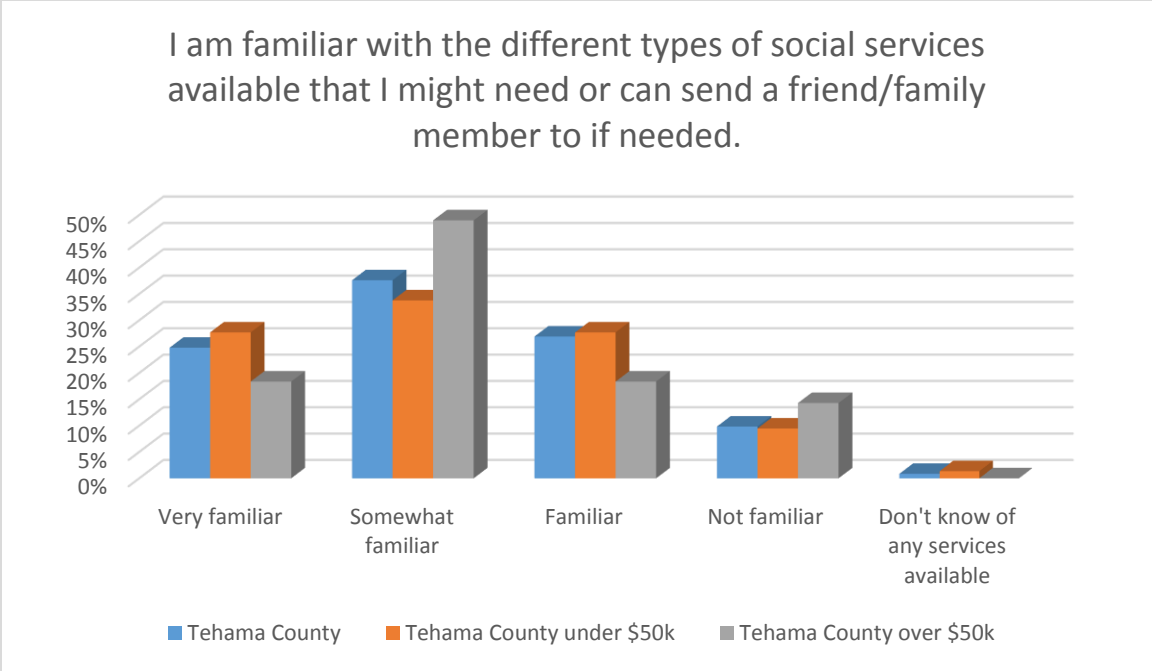 I am familiar with the different types of social services
available that I might need or can send a friend/family
member to if needed.
50%
45%
40%
35%
30%
25%
20%
15%
10%
5%
0%
Very familiar
Somewhat
familiar
Familiar
Not familiar
Don't know of
any services
available
Tehama County
Tehama County under $50k
Tehama County over $50k